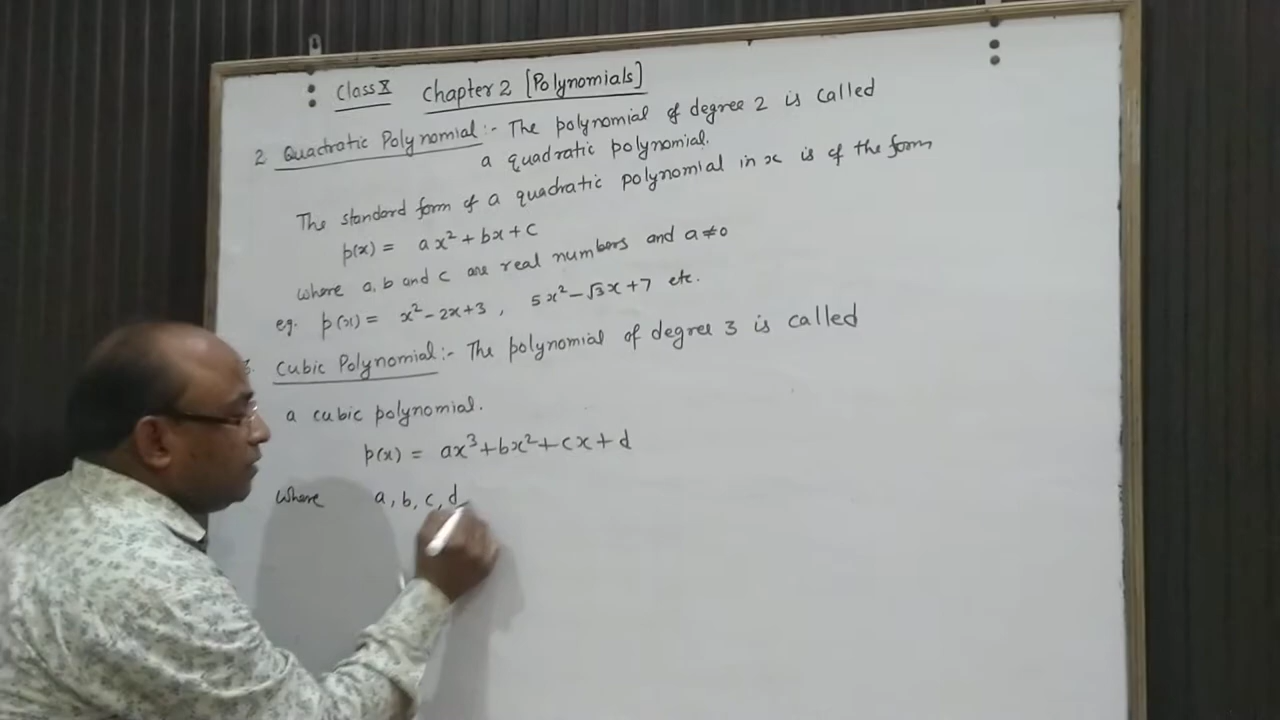 Class X Chapter 2 [Polynomials]
2 Quadratic Polynomial :- The polynomial of degree 2 is called
a quadratic polynomial.
The standard form of a quadratic polynomial in x is of the form
p(x) = ax² + bx + c
where a, b and c are real numbers and a ≠ 0
eg. p(x) = x² - 2x + 3, 5x² - √3x + 7 etc.
3. Cubic Polynomial :- The polynomial of degree 3 is called
a cubic polynomial.
p(x) = ax³ + bx² + cx + d
Where a, b, c, d